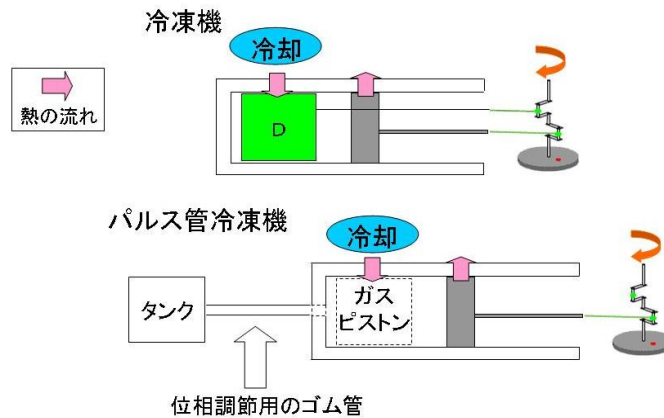 冷凍機
冷却
熱の流れ
D
パルス管冷凍機
冷却
タンク
ガス
ピストン
位相調節用のゴム管